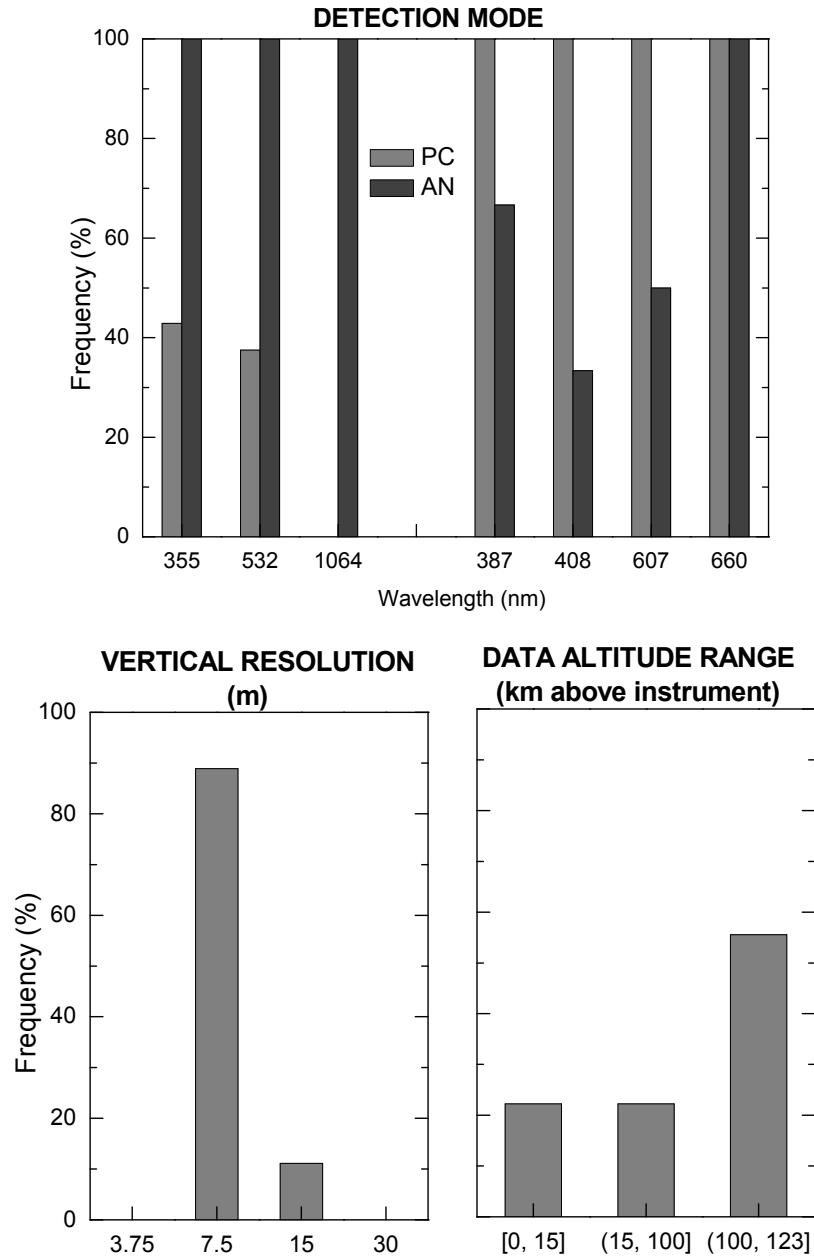 DETECTION MODE
100
80
60
40
20
0
Frequency (%)
PC
AN
355 532 1064 387 408 607 660
Wavelength (nm)
VERTICAL RESOLUTION
(m)
100
80
60
40
20
0
Frequency (%)
3.75 7.5 15 30
DATA ALTITUDE RANGE
(km above instrument)
[0, 15] (15, 100] (100, 123]